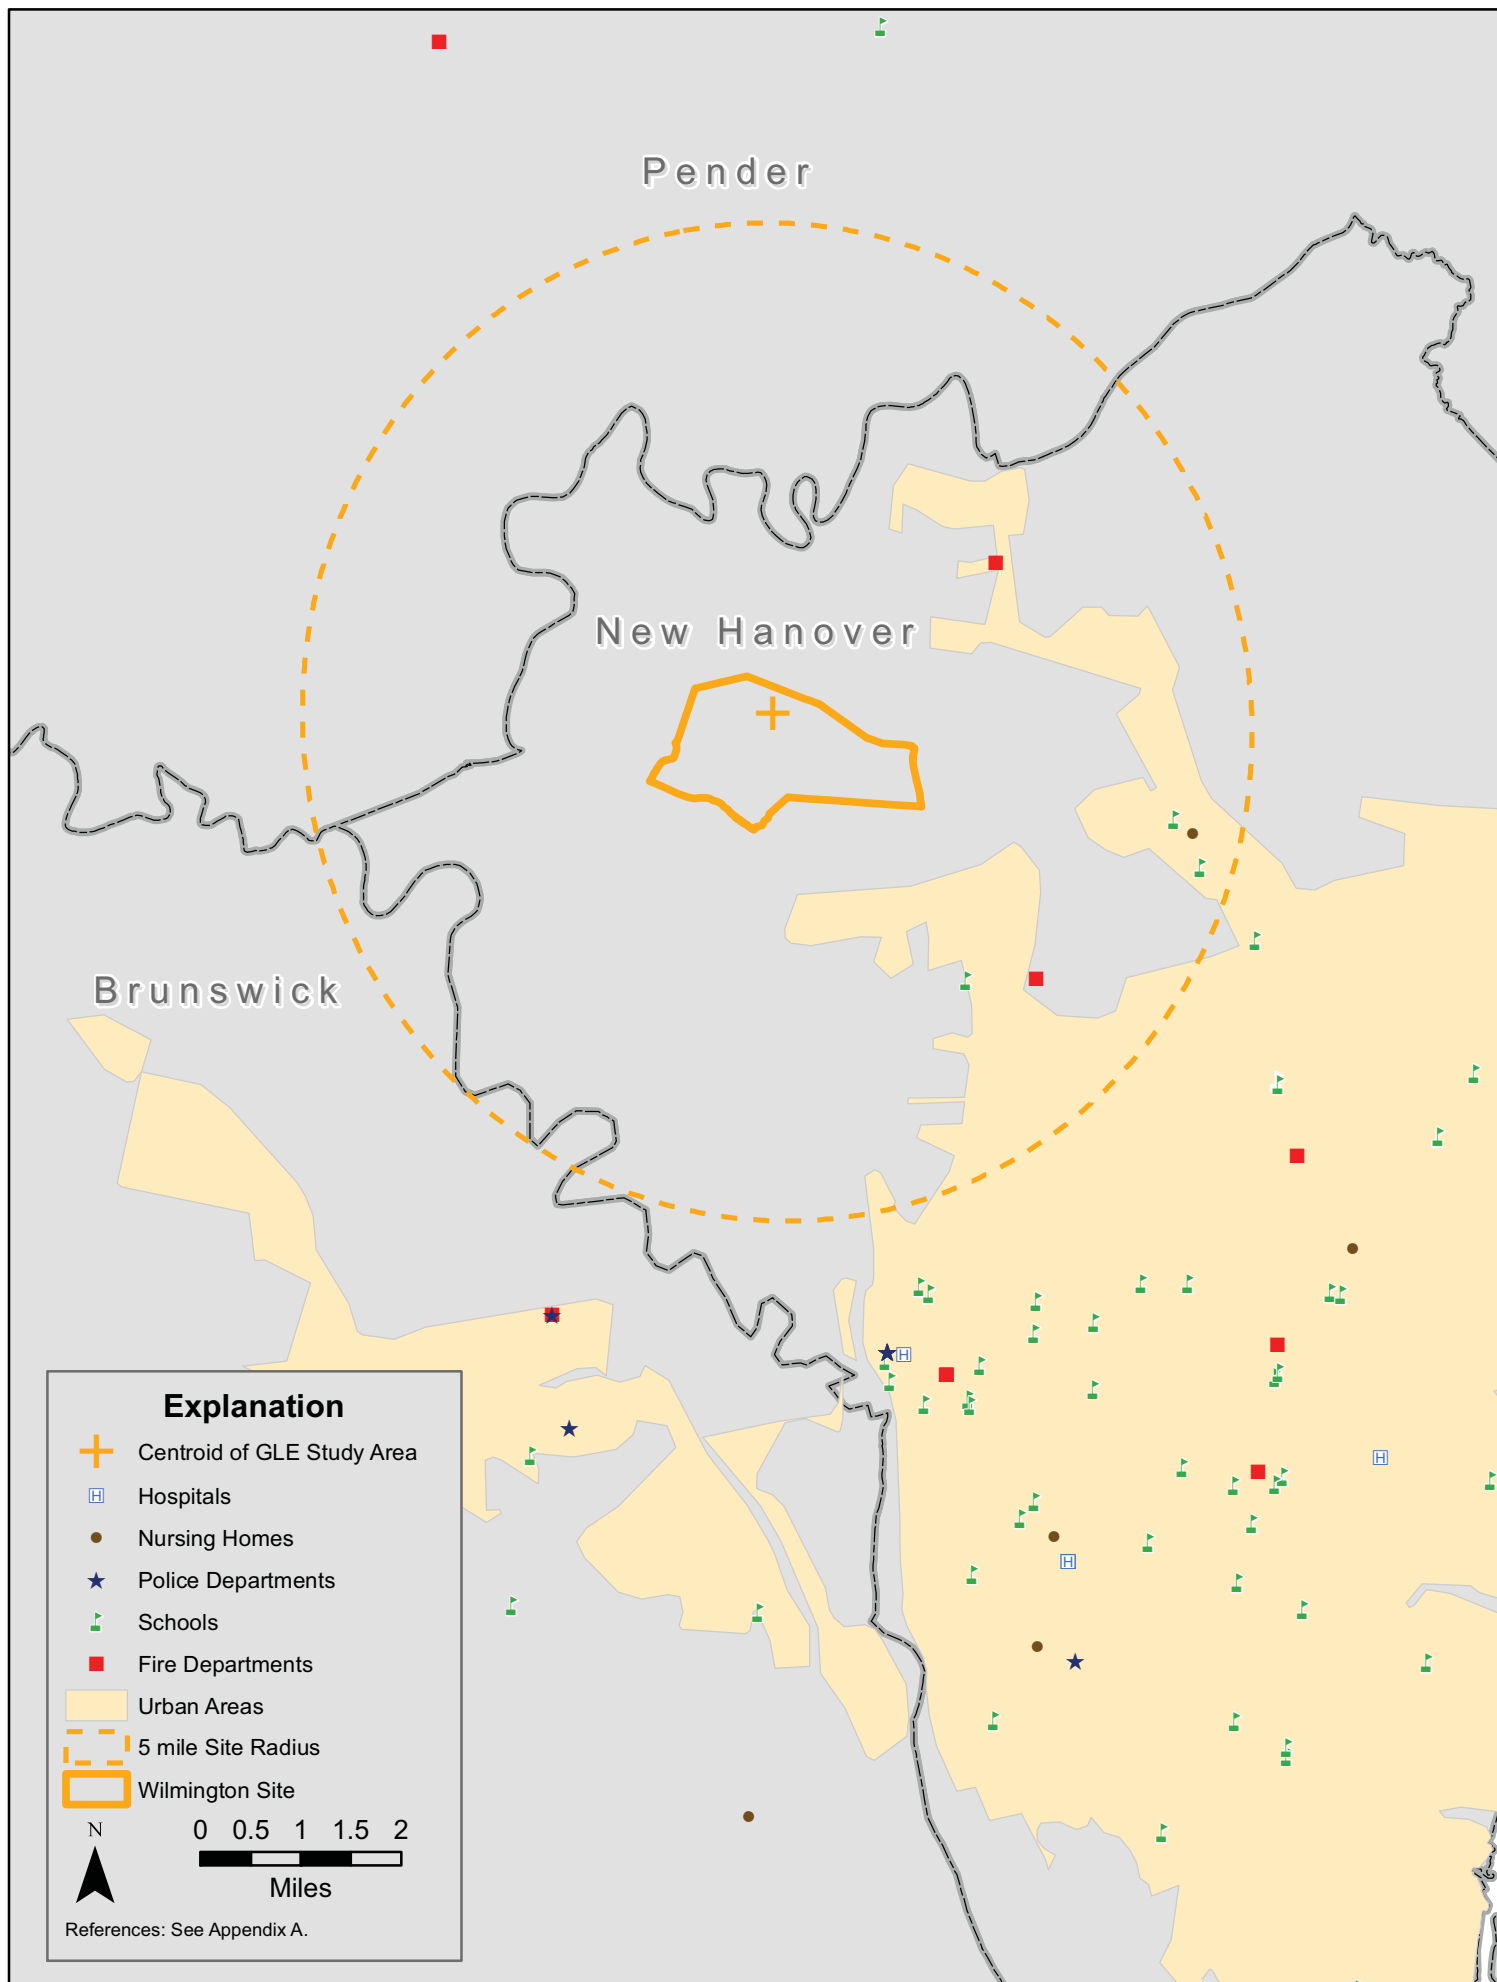 Pender
New Hanover
Brunswick
Explanation
Centroid of GLE Study Area
H Hospitals
Nursing Homes
Police Departments
Schools
Fire Departments
Urban Areas
5 mile Site Radius
Wilmington Site
N
0 0.5 1 1.5 2
Miles
References: See Appendix A.
H
H
H